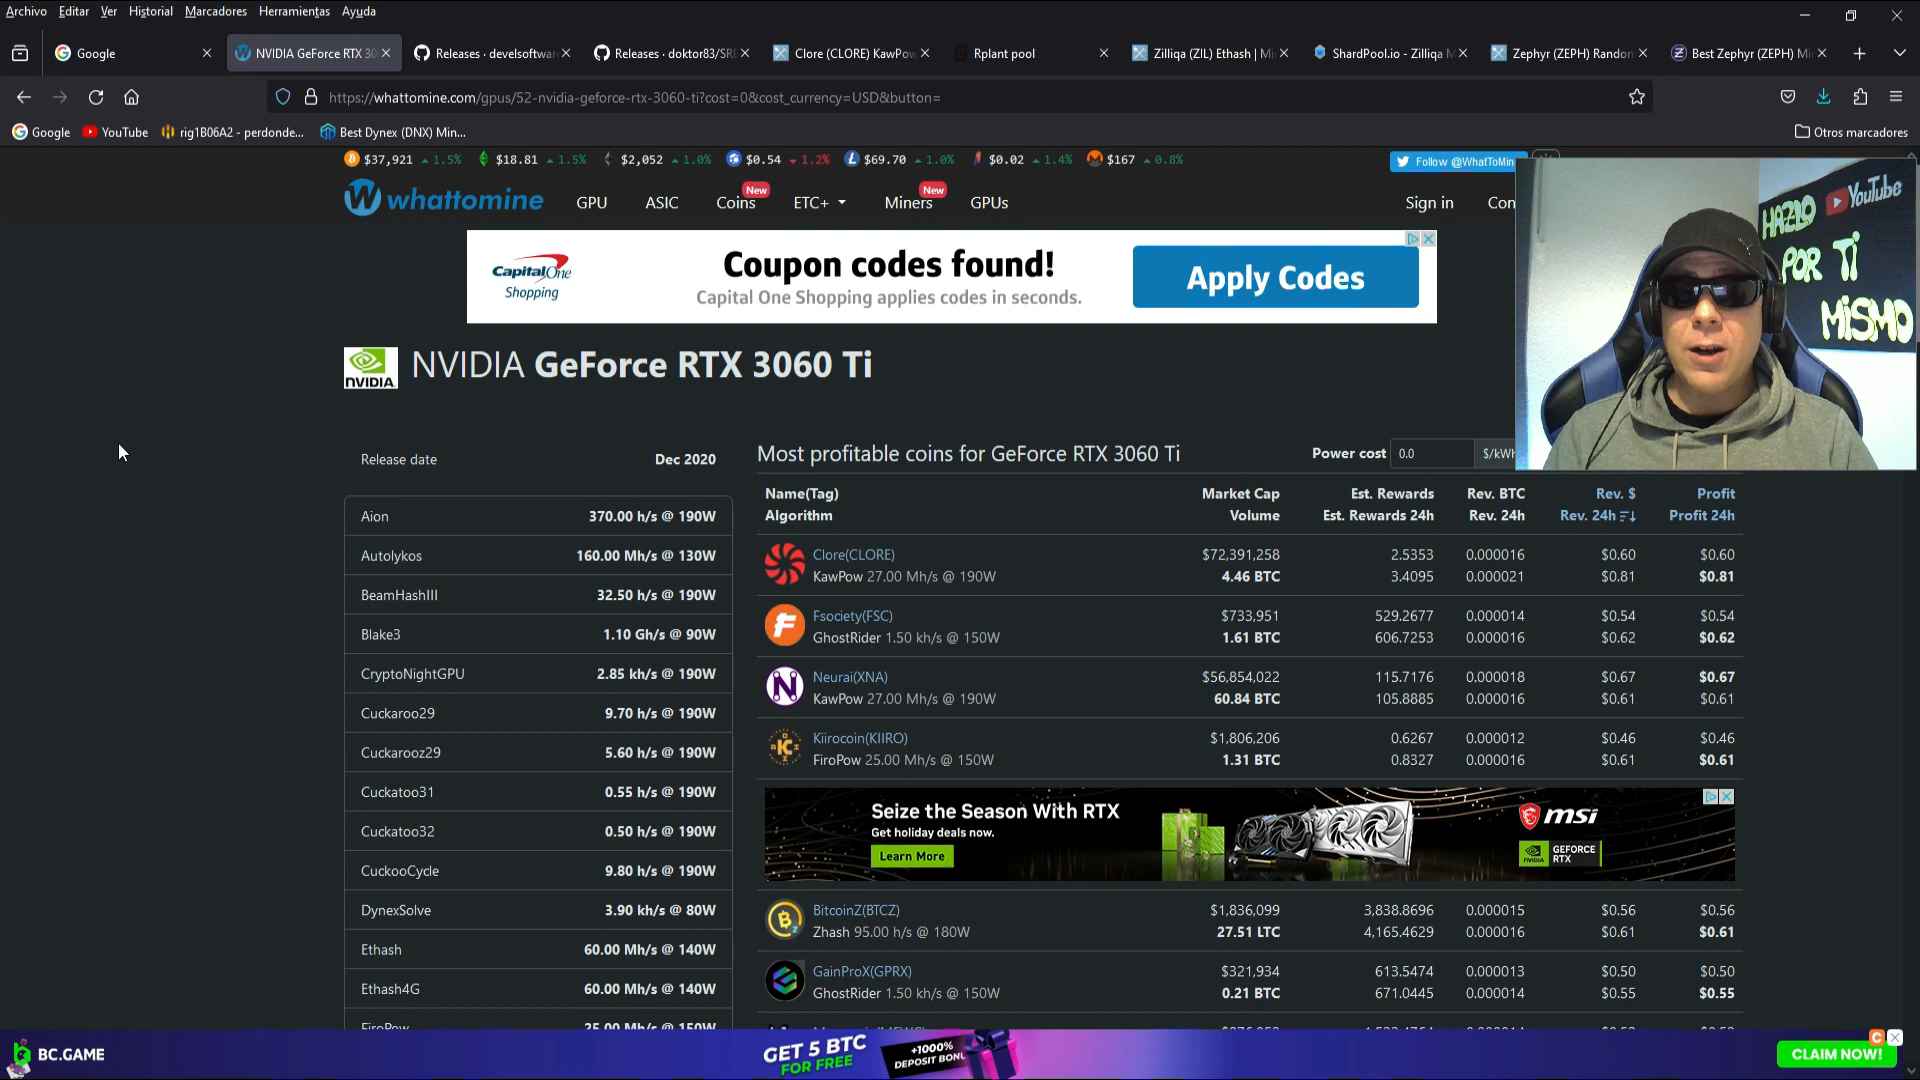 Archivo Editar Ver Historial Marcadores Herramientas Ayuda
Google
NVIDIA GeForce RTX 30
Releases · develsoftwar
Releases · doktor83/SRB
Clore (CLORE) KawPow
Rplant pool
Zilliqa (ZIL) Ethash | Mi
ShardPool.io - Zilliqa M
Zephyr (ZEPH) Random
Best Zephyr (ZEPH) Mi
https://whattomine.com/gpus/52-nvidia-geforce-rtx-3060-ti?cost=0&cost_currency=USD&button=
Google YouTube rig1B06A2 - perdonde... Best Dynex (DNX) Min... Otros marcadores
$37,921 1.5% $18.81 1.5% $2,052 1.0% $0.54 1.2% $69.70 1.0% $0.02 1.4% $167 0.8%
Follow @WhatToMin
whattomine GPU ASIC Coins New ETC+ Miners New GPUs Sign in Con
YouTube
HAZLO
POR TI
MISMO
Capital One
Shopping
Coupon codes found!
Capital One Shopping applies codes in seconds.
Apply Codes
NVIDIA
NVIDIA GeForce RTX 3060 Ti
Release date Dec 2020
Aion 370.00 h/s @ 190W
Autolykos 160.00 Mh/s @ 130W
BeamHashIII 32.50 h/s @ 190W
Blake3 1.10 Gh/s @ 90W
CryptoNightGPU 2.85 kh/s @ 190W
Cuckaroo29 9.70 h/s @ 190W
Cuckarooz29 5.60 h/s @ 190W
Cuckatoo31 0.55 h/s @ 190W
Cuckatoo32 0.50 h/s @ 190W
CuckooCycle 9.80 h/s @ 190W
DynexSolve 3.90 kh/s @ 80W
Ethash 60.00 Mh/s @ 140W
Ethash4G 60.00 Mh/s @ 140W
FiroPow 25.00 Mh/s @ 150W
Most profitable coins for GeForce RTX 3060 Ti Power cost 0.0 $/kWh
Name(Tag) Market Cap Est. Rewards Rev. BTC Rev. $ Profit
Algorithm Volume Est. Rewards 24h Rev. 24h Rev. 24h Profit 24h
Clore(CLORE) $72,391,258 2.5353 0.000016 $0.60 $0.60
KawPow 27.00 Mh/s @ 190W 4.46 BTC 3.4095 0.000021 $0.81 $0.81
Fsociety(FSC) $733,951 529.2677 0.000014 $0.54 $0.54
GhostRider 1.50 kh/s @ 150W 1.61 BTC 606.7253 0.000016 $0.62 $0.62
Neurai(XNA) $56,854,022 115.7176 0.000018 $0.67 $0.67
KawPow 27.00 Mh/s @ 190W 60.84 BTC 105.8885 0.000016 $0.61 $0.61
Kiirocoin(KIIRO) $1,806,206 0.6267 0.000012 $0.46 $0.46
FiroPow 25.00 Mh/s @ 150W 1.31 BTC 0.8327 0.000016 $0.61 $0.61
Seize the Season With RTX
Get holiday deals now.
Learn More
msi
GEFORCE
RTX
BitcoinZ(BTCZ) $1,836,099 3,838.8696 0.000015 $0.56 $0.56
Zhash 95.00 h/s @ 180W 27.51 LTC 4,165.4629 0.000016 $0.61 $0.61
GainProX(GPRX) $321,934 613.5474 0.000013 $0.50 $0.50
GhostRider 1.50 kh/s @ 150W 0.21 BTC 671.0445 0.000014 $0.55 $0.55
BC.GAME
GET 5 BTC
FOR FREE
+1000%
DEPOSIT BONU
CLAIM NOW!